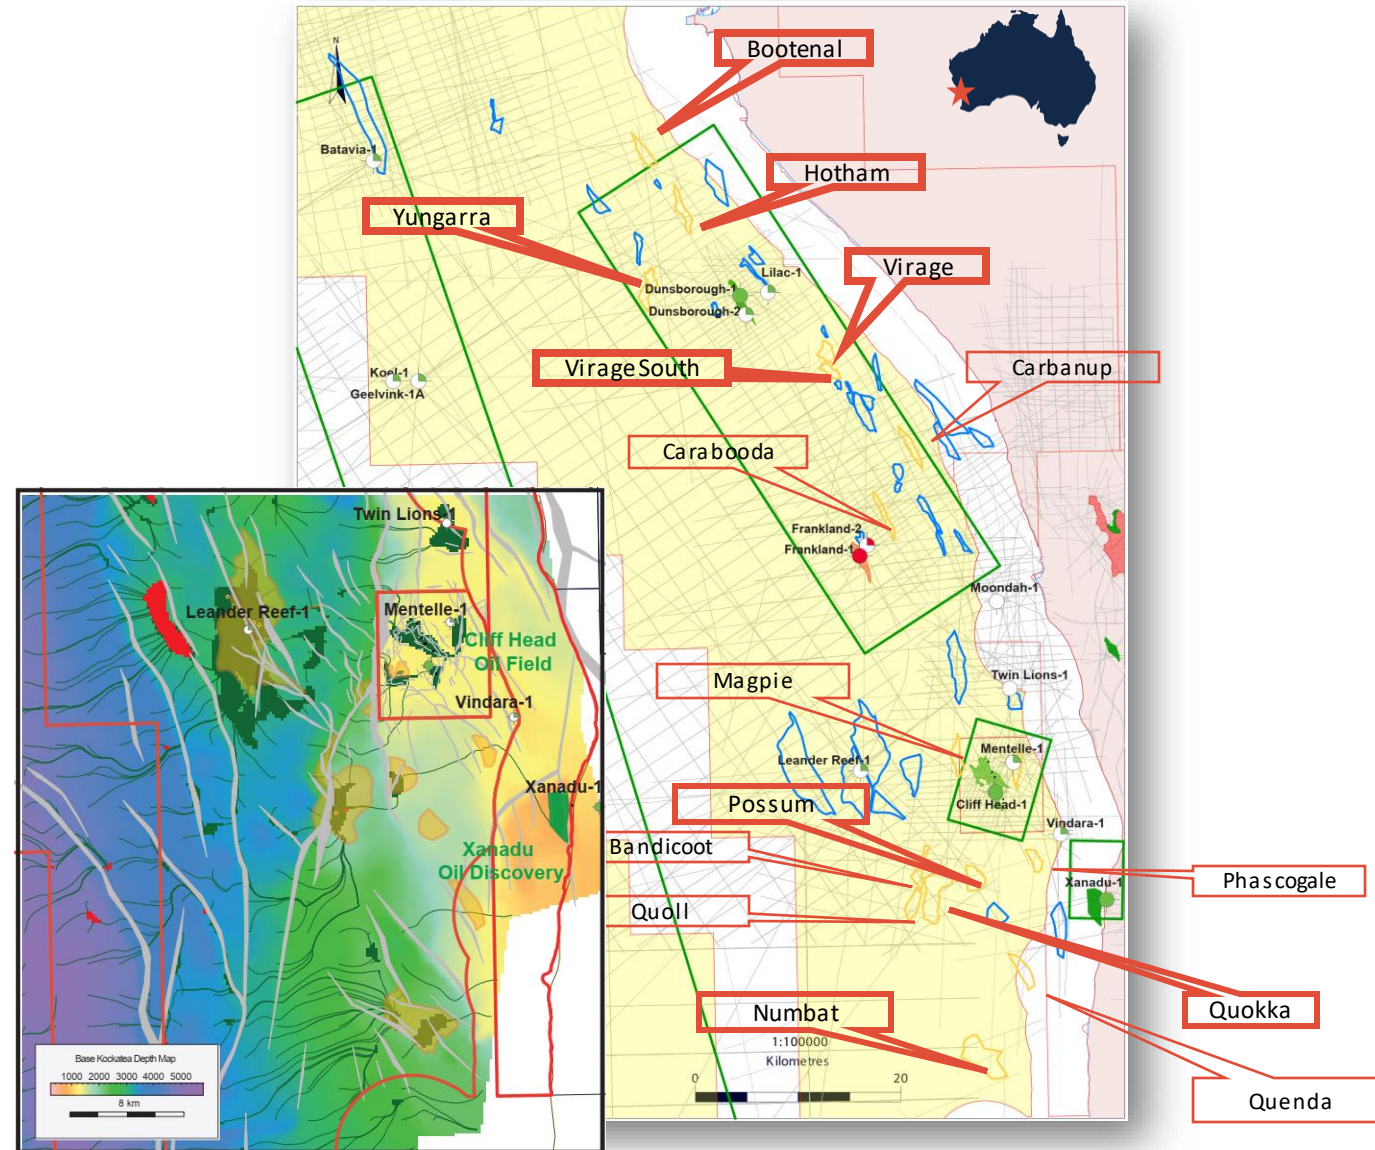 Bootenal
N
Batavia-1
Hotham
Yungarra
Lilac-1
Virage
Dunsborough-1
Dunsborough-2
Virage South
Carbanup
Koel-1
Geelvink-1A
Carabooda
Frankland-2
Frankland-1
Moondah-1
Twin Lions-1
Magpie
Mentelle-1
Leander Reef-1
Possum
Cliff Head-1
Vindara-1
Bandicoot
Phascogale
Xanadu-1
Quoll
Quokka
Numbat
1:100000
Kilometres
0 20
Quenda
Twin Lions-1
Leander Reef-1
Mentelle-1
Cliff Head
Oil Field
Vindara-1
Xanadu-1
Xanadu
Oil Discovery
Base Kockatea Depth Map
1000 2000 3000 4000 5000
8 km